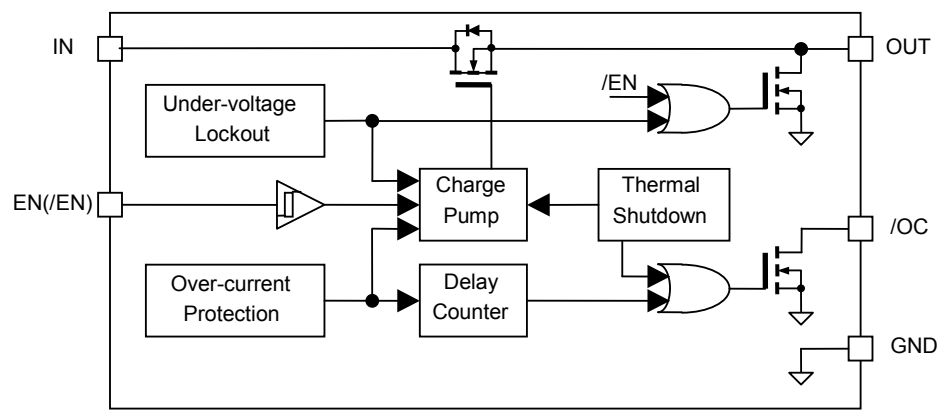 IN
OUT
/EN
Under-voltage
Lockout
EN(/EN)
Charge
Pump
Thermal
Shutdown
/OC
Over-current
Protection
Delay
Counter
GND